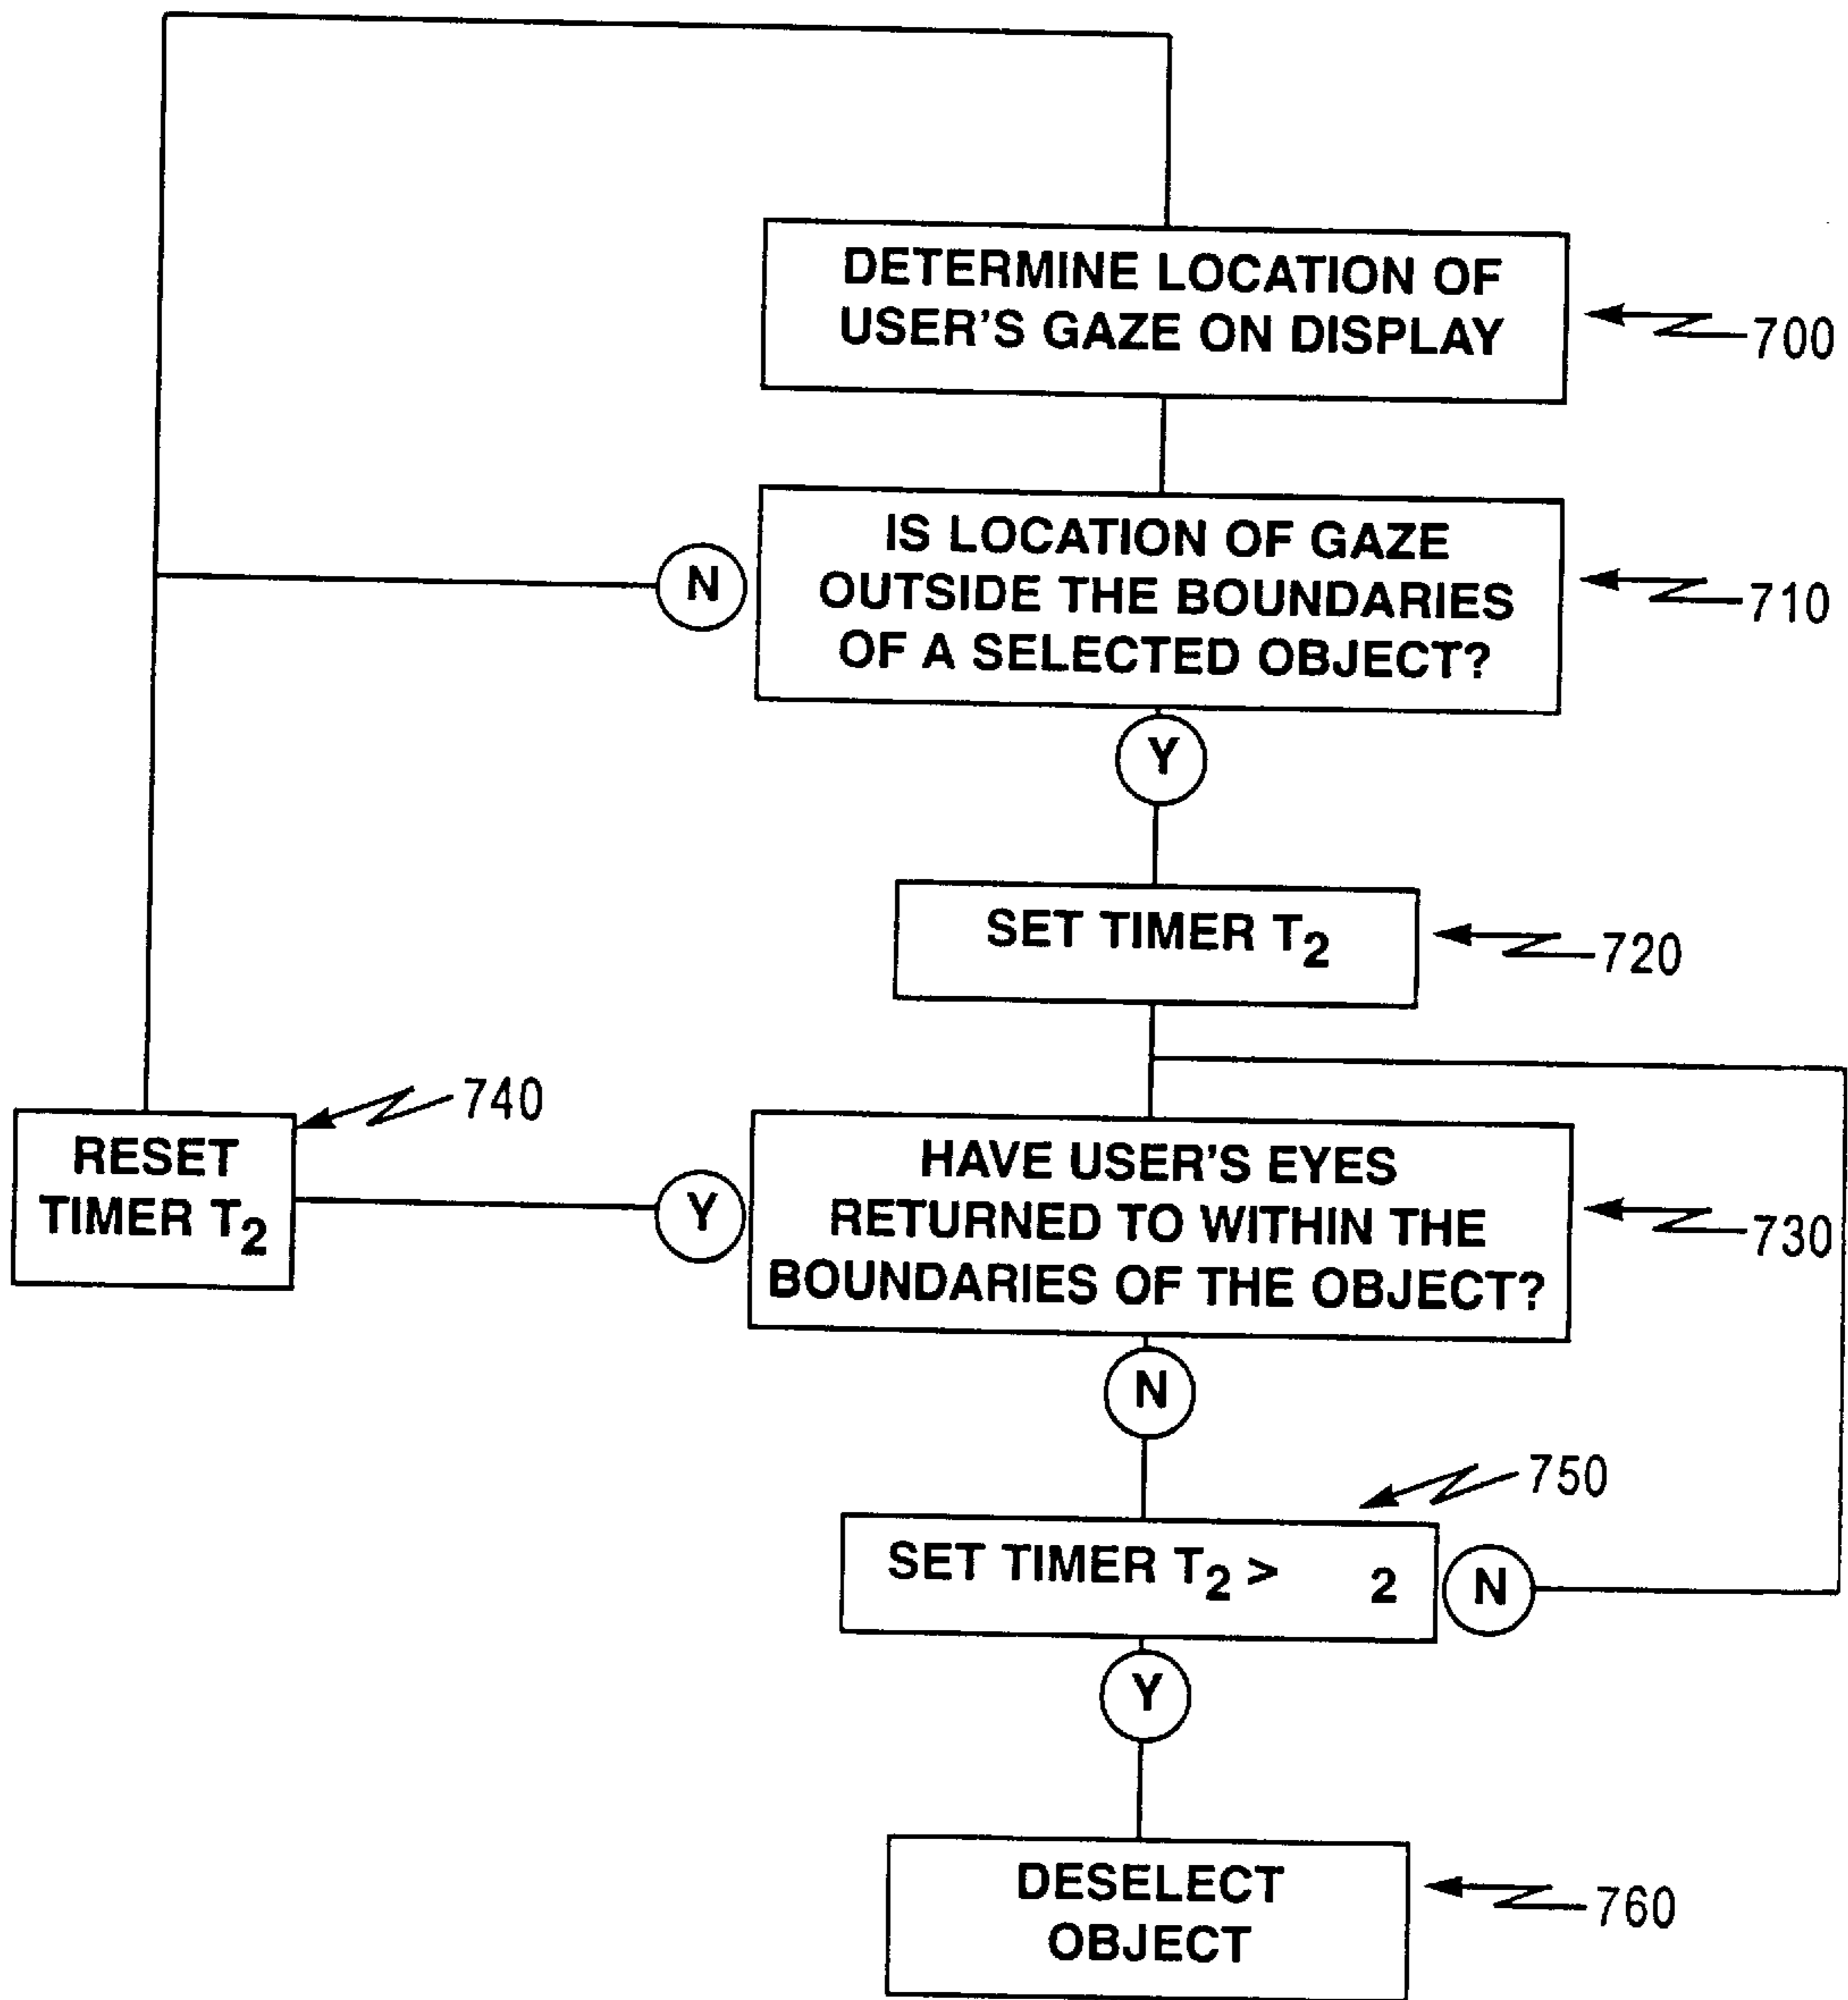 DETERMINE LOCATION OF
USER'S GAZE ON DISPLAY
700
IS LOCATION OF GAZE
OUTSIDE THE BOUNDARIES
OF A SELECTED OBJECT?
710
N
Y
SET TIMER T2
720
740
RESET
TIMER T2
Y
HAVE USER'S EYES
RETURNED TO WITHIN THE
BOUNDARIES OF THE OBJECT?
730
N
750
SET TIMER T2 > 2
N
Y
DESELECT
OBJECT
760